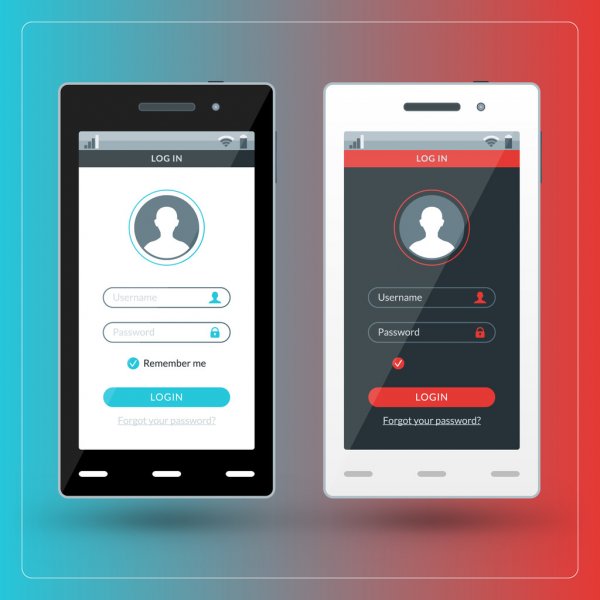 LOG IN
Username
Password
Remember me
LOGIN
Forgot your password?
LOG IN
Username
Password
LOGIN
Forgot your password?